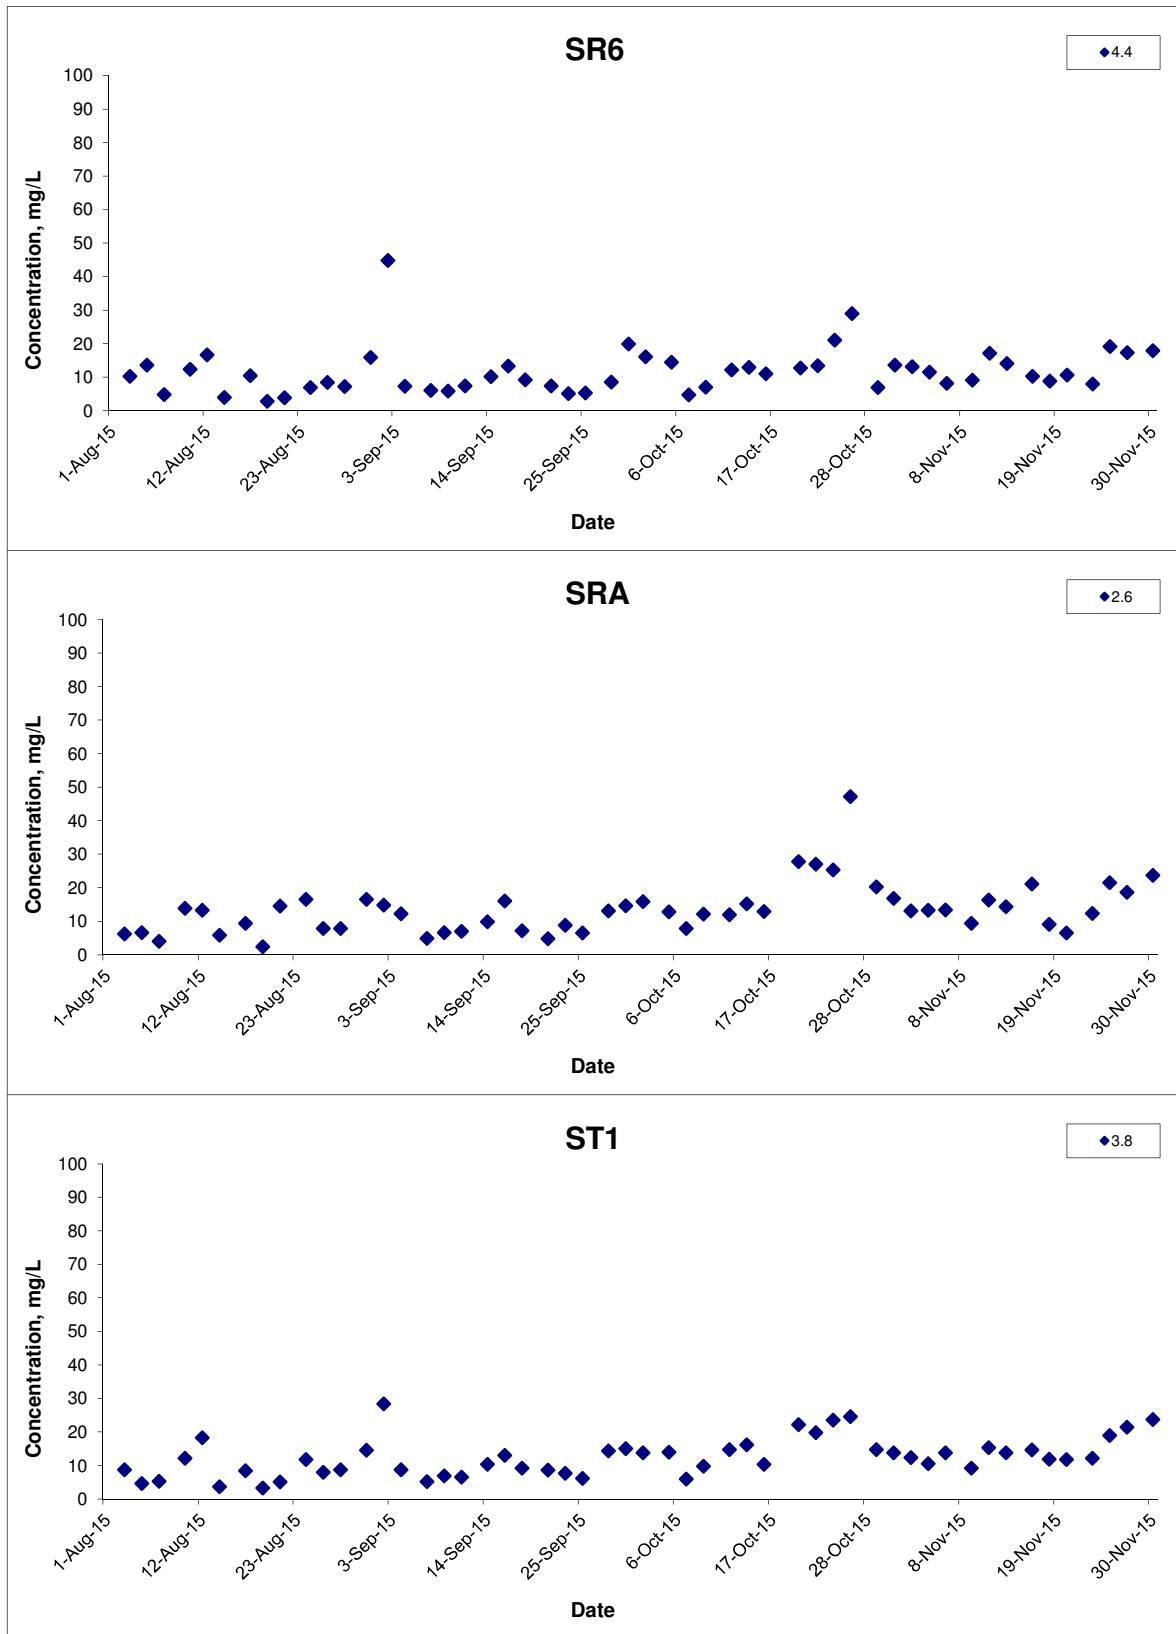 SR6
4.4
100
90
80
70
60
50
40
30
20
10
0
Concentration, mg/L
1-Aug-15
12-Aug-15
23-Aug-15
3-Sep-15
14-Sep-15
25-Sep-15
6-Oct-15
17-Oct-15
28-Oct-15
8-Nov-15
19-Nov-15
30-Nov-15
Date
SRA
2.6
100
90
80
70
60
50
40
30
20
10
0
Concentration, mg/L
1-Aug-15
12-Aug-15
23-Aug-15
3-Sep-15
14-Sep-15
25-Sep-15
6-Oct-15
17-Oct-15
28-Oct-15
8-Nov-15
19-Nov-15
30-Nov-15
Date
ST1
3.8
100
90
80
70
60
50
40
30
20
10
0
Concentration, mg/L
1-Aug-15
12-Aug-15
23-Aug-15
3-Sep-15
14-Sep-15
25-Sep-15
6-Oct-15
17-Oct-15
28-Oct-15
8-Nov-15
19-Nov-15
30-Nov-15
Date